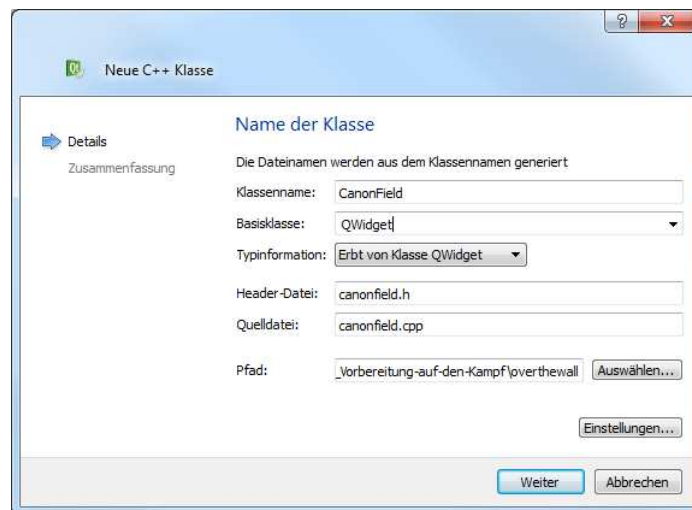 Neue C++ Klasse
Details
Zusammenfassung
Name der Klasse
Die Dateinamen werden aus dem Klassennamen generiert
Klassenname: CanonField
Basisklasse: QWidget
Typinformation: Erbt von Klasse QWidget
Header-Datei: canonfield.h
Quelldatei: canonfield.cpp
Pfad: _Vorbereitung-auf-den-Kampf\overthewall Auswählen...
Einstellungen...
Weiter Abbrechen